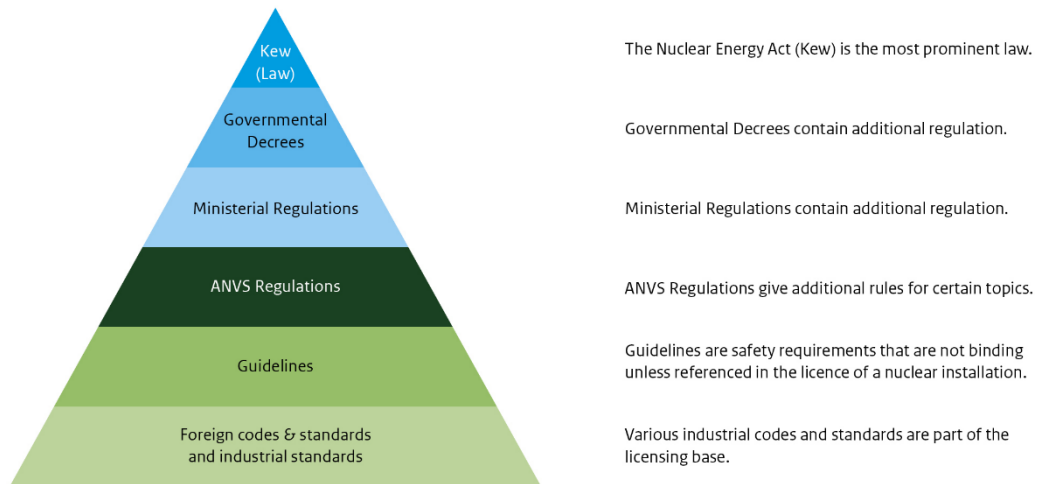 Kew
(Law)
The Nuclear Energy Act (Kew) is the most prominent law.
Governmental
Decrees
Governmental Decrees contain additional regulation.
Ministerial Regulations
Ministerial Regulations contain additional regulation.
ANVS Regulations
ANVS Regulations give additional rules for certain topics.
Guidelines
Guidelines are safety requirements that are not binding
unless referenced in the licence of a nuclear installation.
Foreign codes & standards
and industrial standards
Various industrial codes and standards are part of the
licensing base.